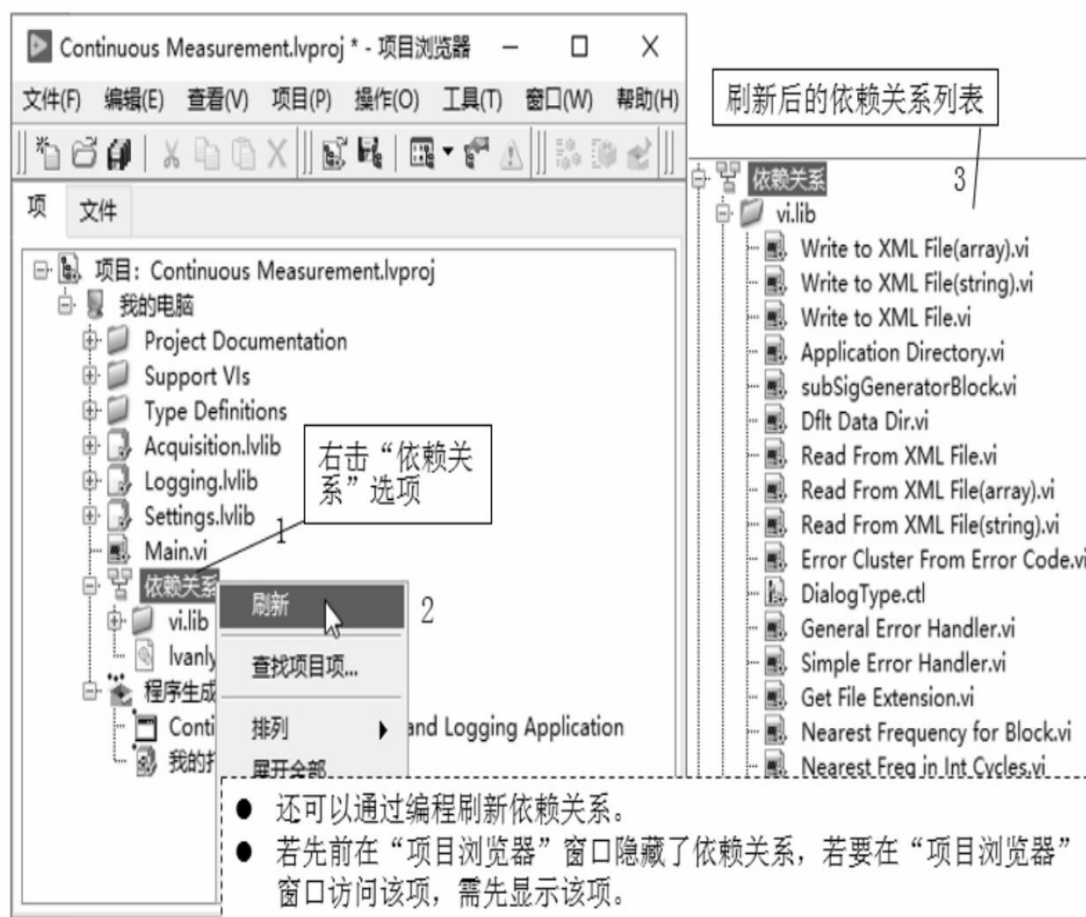 Continuous Measurement.lvproj * - 项目浏览器
文件(F) 编辑(E) 查看(V) 项目(P) 操作(O) 工具(T) 窗口(W) 帮助(H)
项 文件
项目: Continuous Measurement.lvproj
我的电脑
Project Documentation
Support VIs
Type Definitions
Acquisition.lvlib
Logging.lvlib
Settings.lvlib
Main.vi
依赖关系
vi.lib
lvanly
程序生成
Conti and Logging Application
我的
右击“依赖关
系”选项
1
刷新
2
查找项目项...
排列
展开全部
刷新后的依赖关系列表
3
依赖关系
vi.lib
Write to XML File(array).vi
Write to XML File(string).vi
Write to XML File.vi
Application Directory.vi
subSigGeneratorBlock.vi
Dflt Data Dir.vi
Read From XML File.vi
Read From XML File(array).vi
Read From XML File(string).vi
Error Cluster From Error Code.vi
DialogType.ctl
General Error Handler.vi
Simple Error Handler.vi
Get File Extension.vi
Nearest Frequency for Block.vi
Nearest Freq in Int Cycles.vi
● 还可以通过编程刷新依赖关系。
● 若先前在“项目浏览器”窗口隐藏了依赖关系，若要在“项目浏览器”
窗口访问该项，需先显示该项。